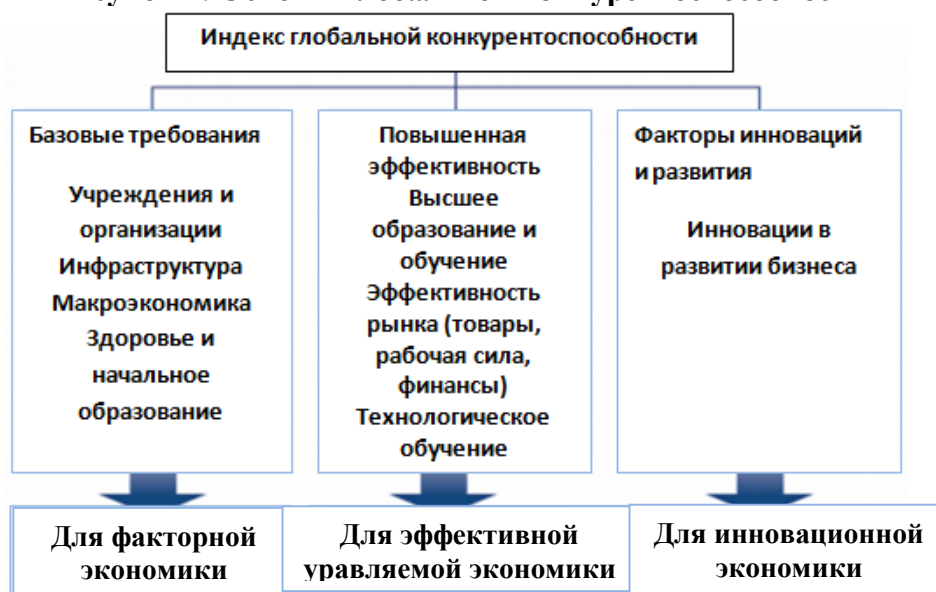 Индекс глобальной конкурентоспособности
Базовые требования
Учреждения и
организации
Инфраструктура
Макроэкономика
Здоровье и
начальное
образование
Повышенная
эффективность
Высшее
образование и
обучение
Эффективность
рынка (товары,
рабочая сила,
финансы)
Технологическое
обучение
Факторы инноваций
и развития
Инновации в
развитии бизнеса
Для факторной
экономики
Для эффективной
уравляемой экономики
Для инновационной
экономики